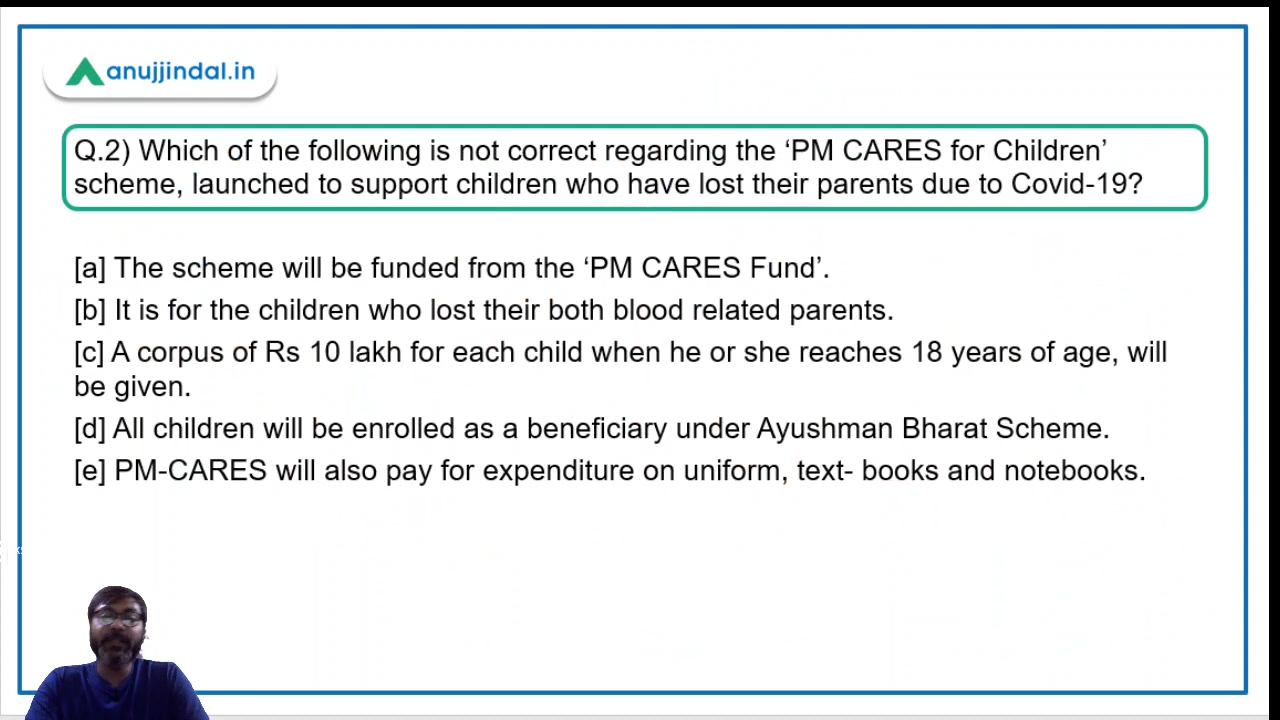 anujjindal.in
Q.2) Which of the following is not correct regarding the ‘PM CARES for Children’
scheme, launched to support children who have lost their parents due to Covid-19?
[a] The scheme will be funded from the ‘PM CARES Fund’.
[b] It is for the children who lost their both blood related parents.
[c] A corpus of Rs 10 lakh for each child when he or she reaches 18 years of age, will
be given.
[d] All children will be enrolled as a beneficiary under Ayushman Bharat Scheme.
[e] PM-CARES will also pay for expenditure on uniform, text- books and notebooks.